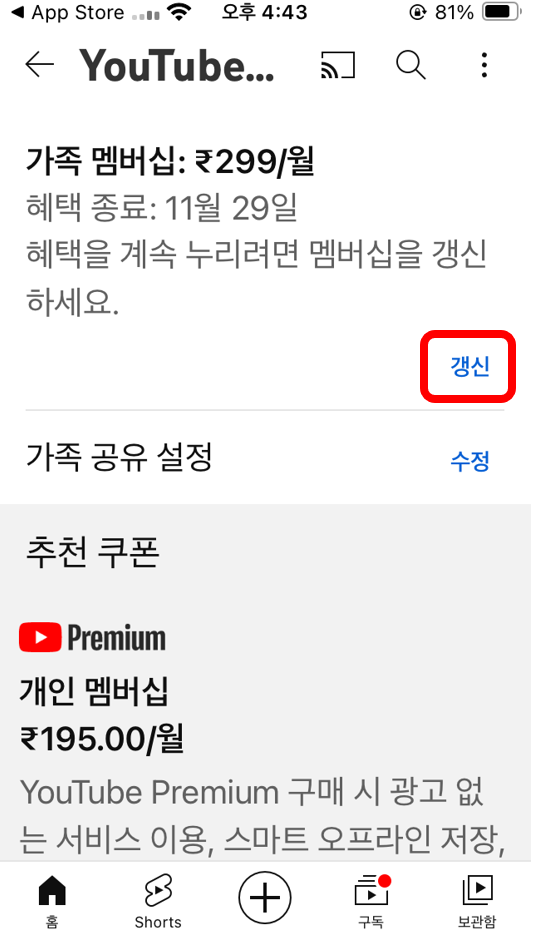 App Store 오후 4:43 81%
YouTube...
가족 멤버십: ₹299/월
혜택 종료: 11월 29일
혜택을 계속 누리려면 멤버십을 갱신
하세요.
갱신
가족 공유 설정 수정
추천 쿠폰
Premium
개인 멤버십
₹195.00/월
YouTube Premium 구매 시 광고 없
는 서비스 이용, 스마트 오프라인 저장,
홈 Shorts 구독 보관함